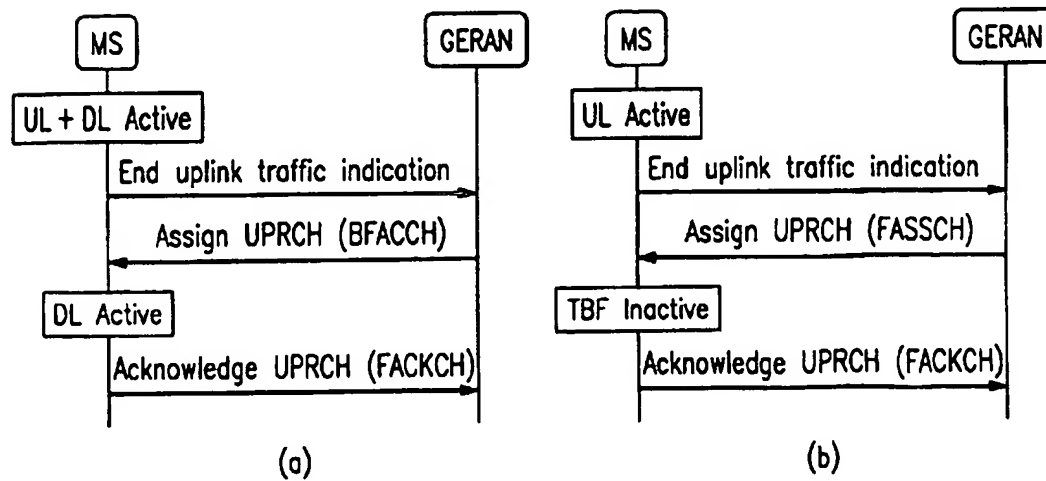 MS
GERAN
UL + DL Active
End uplink traffic indication
Assign UPRCH (BFACCH)
DL Active
Acknowledge UPRCH (FACKCH)
(a)
MS
GERAN
UL Active
End uplink traffic indication
Assign UPRCH (FASSCH)
TBF Inactive
Acknowledge UPRCH (FACKCH)
(b)